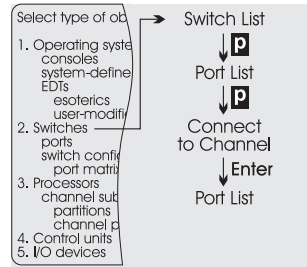 Select type of ob
1. Operating syste
consoles
system-define
EDTs
esoterics
user-modifi
2. Switches
ports
switch config
port matri
3. Processors
channel sub
partitions
channel p
4. Control units
5. I/O devices
Switch List
p
Port List
p
Connect
to Channel
Enter
Port List